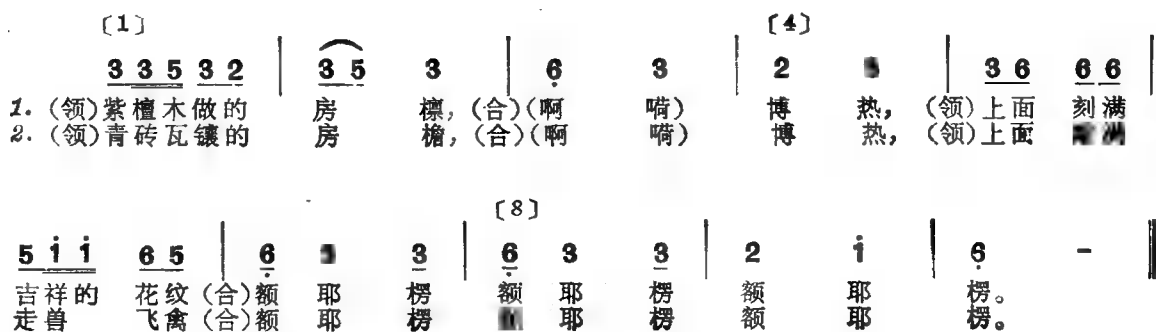 〔1〕 〔4〕
3 3 5 3 2 | 3 5 3 | 6 3 | 2 | 3 6 6 6 |
1. (领)紫檀木做的 房 檩, (合)(啊 嗬) 博 热, (领)上面 刻满
2. (领)青砖瓦镶的 房 檐, (合)(啊 嗬) 博 热, (领)上面
〔8〕
5 i i 6 5 | 6 3 | 6 3 3 | 2 i | 6 - ‖
吉祥的 花纹 (合)额 耶 楞 额 耶 楞 额 耶 楞。
走兽 飞禽 (合)额 耶 楞 耶 楞 额 耶 楞。